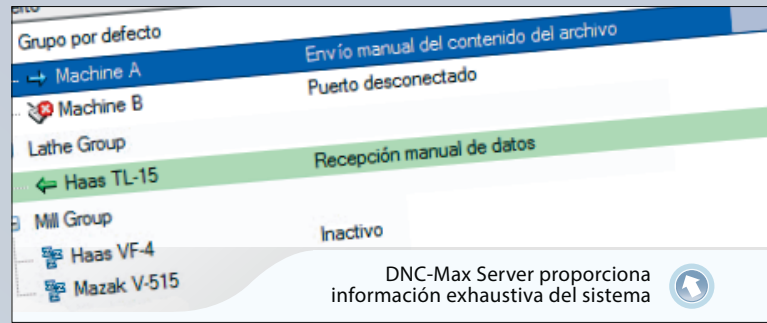 Grupo por defecto
Machine A Envío manual del contenido del archivo
Machine B Puerto desconectado
Lathe Group
Haas TL-15 Recepción manual de datos
Mill Group
Haas VF-4 Inactivo
Mazak V-515
DNC-Max Server proporciona
información exhaustiva del sistema